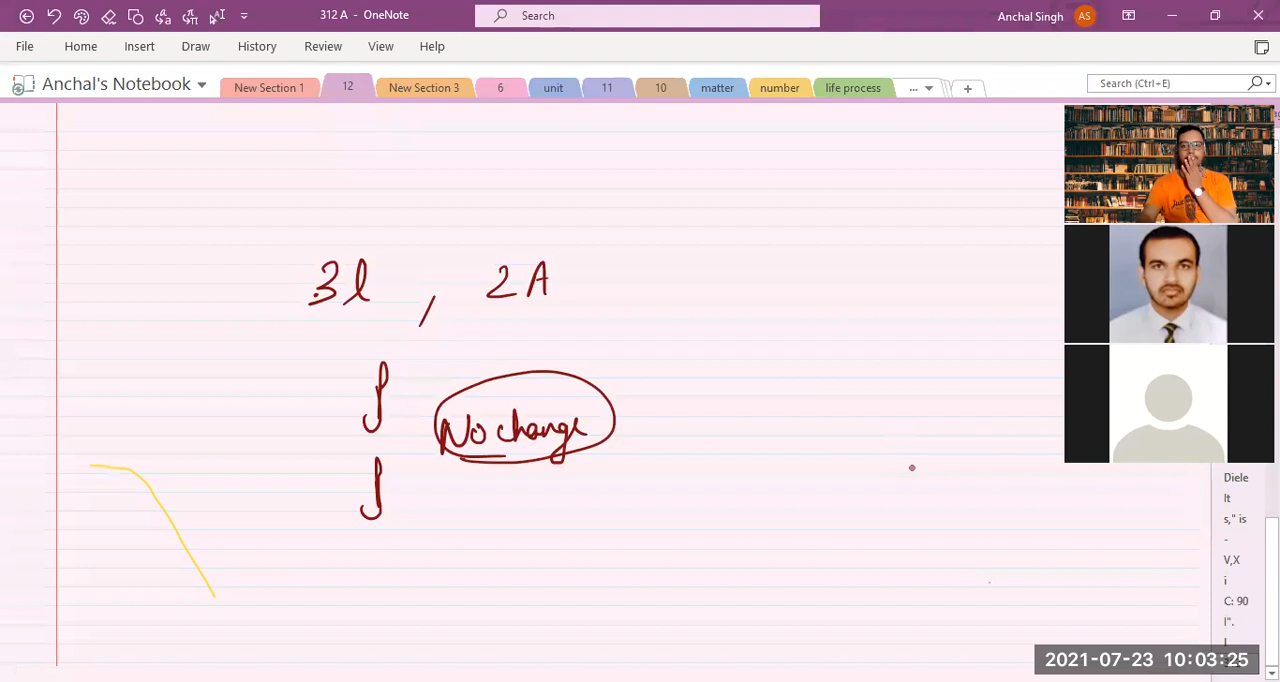 312 A - OneNote
Search
Anchal Singh
AS
File Home Insert Draw History Review View Help
Anchal's Notebook
New Section 1
12
New Section 3
6
unit
11
10
matter
number
life process
...
+
Search (Ctrl+E)
3l , 2A
No change
Diele
lt
s," is
-
V,X
i
C: 90
l".
2021-07-23 10:03:25